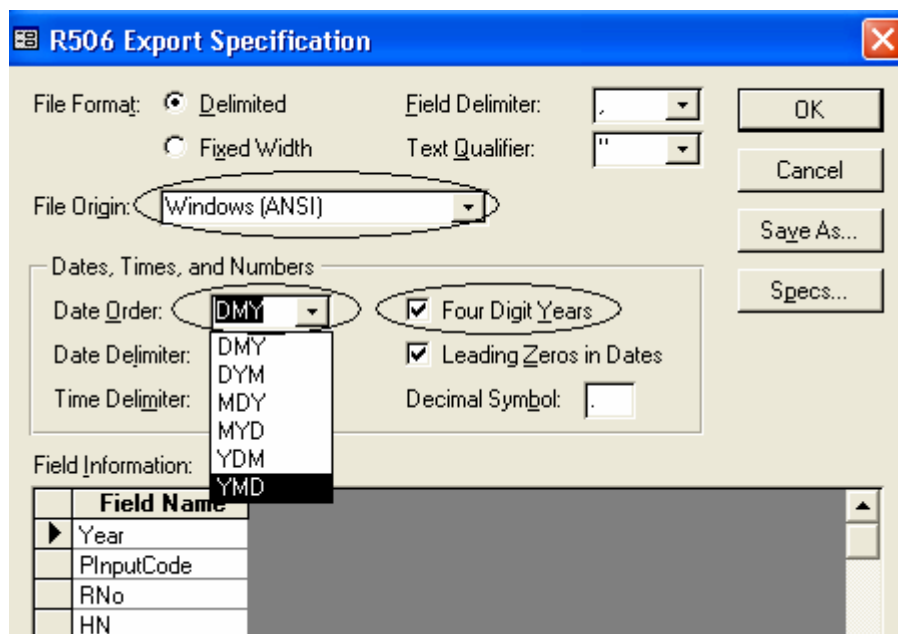 R506 Export Specification
File Format: Delimited Field Delimiter: , OK
Fixed Width Text Qualifier: " Cancel
File Origin: Windows (ANSI) Save As...
Dates, Times, and Numbers Specs...
Date Order: DMY Four Digit Years
DMY
Date Delimiter: Leading Zeros in Dates
DYM
Time Delimiter: MDY Decimal Symbol: .
MYD
YDM
Field Information:
YMD
Field Name
Year
PInputCode
RNo
HN